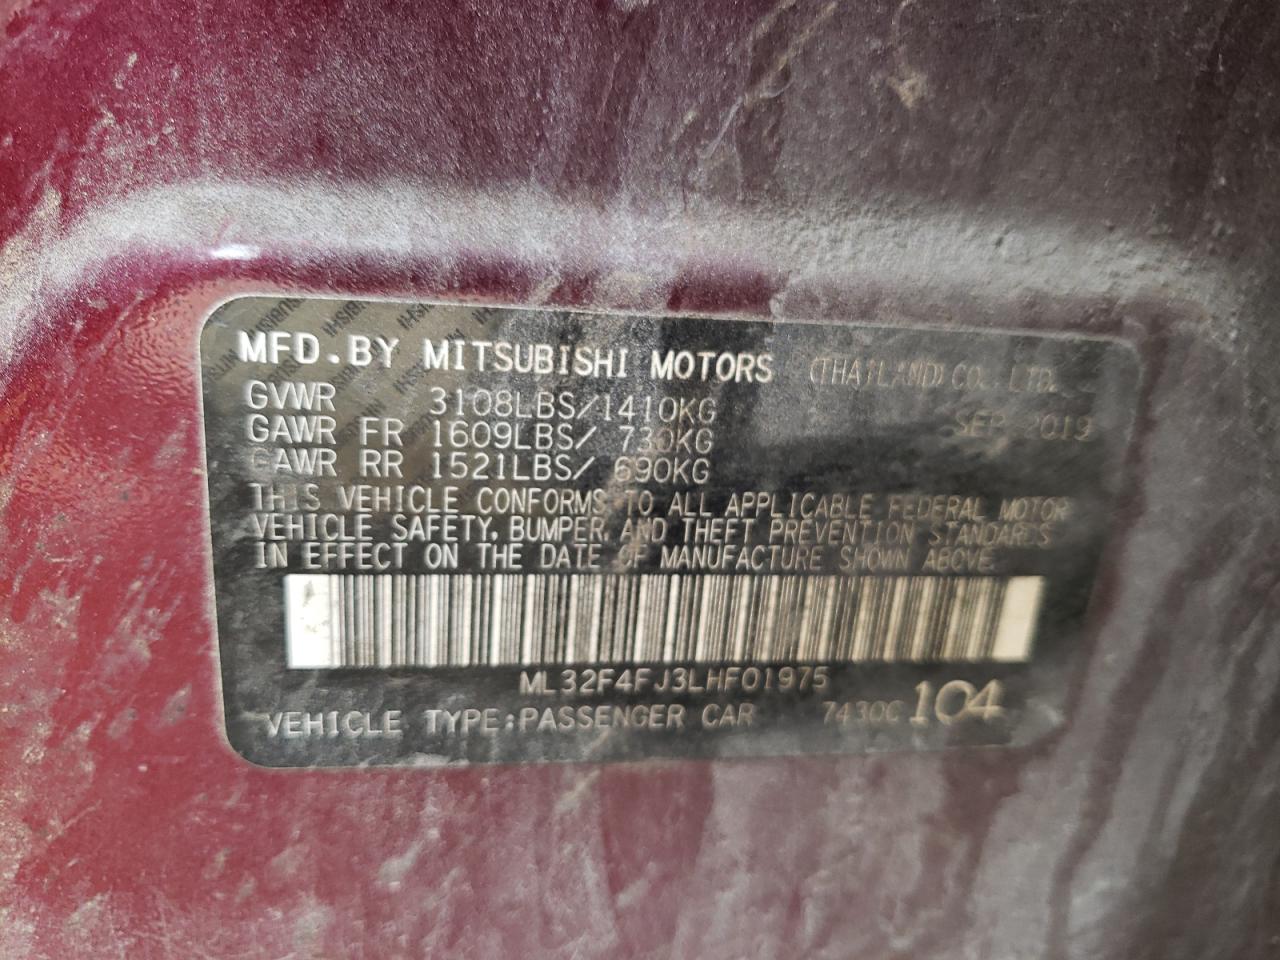 MFD.BY MITSUBISHI MOTORS (THAILAND) CO., LTD.
GVWR 3108LBS/1410KG SEP 2019
GAWR FR 1609LBS/ 730KG
GAWR RR 1521LBS/ 690KG
THIS VEHICLE CONFORMS TO ALL APPLICABLE FEDERAL MOTOR
VEHICLE SAFETY, BUMPER, AND THEFT PREVENTION STANDARDS
IN EFFECT ON THE DATE OF MANUFACTURE SHOWN ABOVE.
ML32F4FJ3LHF01975
VEHICLE TYPE:PASSENGER CAR 7430C 104